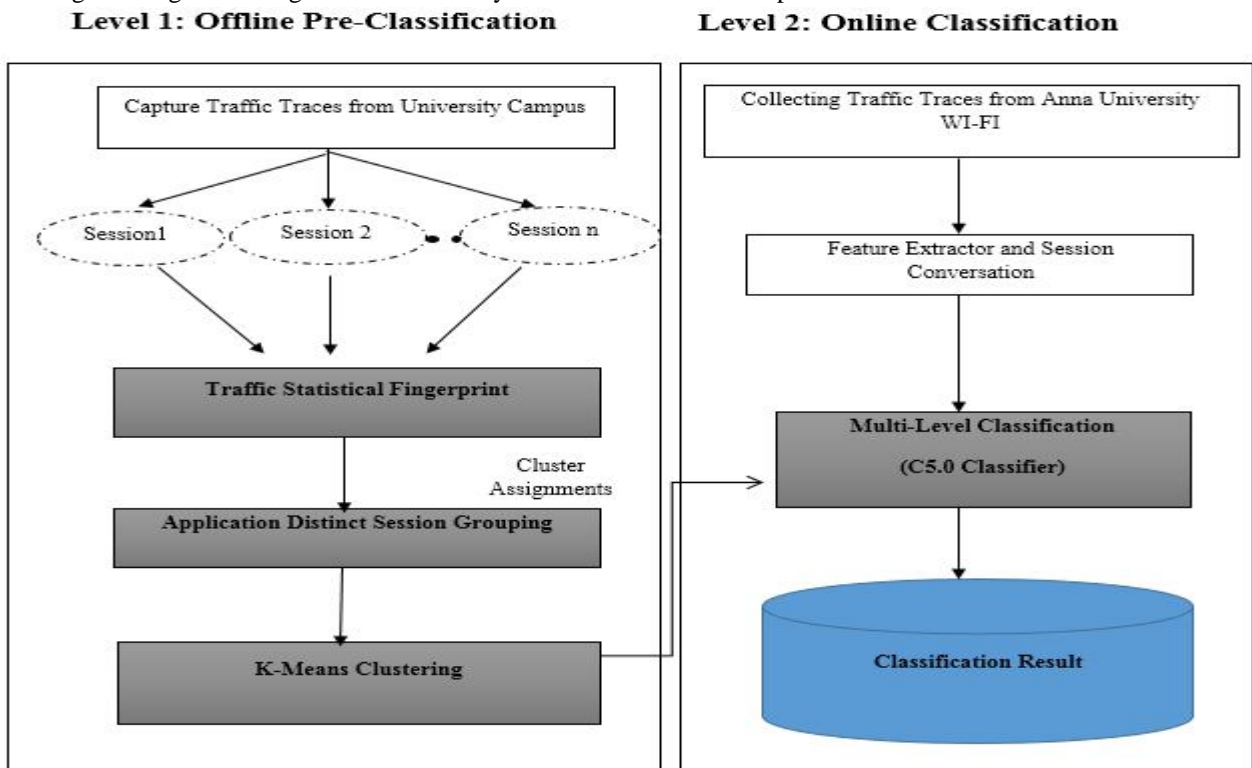 Level 1: Offline Pre-Classification
Capture Traffic Traces from University Campus
Session1
Session 2
Session n
Traffic Statistical Fingerprint
Cluster
Assignments
Application Distinct Session Grouping
K-Means Clustering
Level 2: Online Classification
Collecting Traffic Traces from Anna University
WI-FI
Feature Extractor and Session
Conversation
Multi-Level Classification
(C5.0 Classifier)
Classification Result